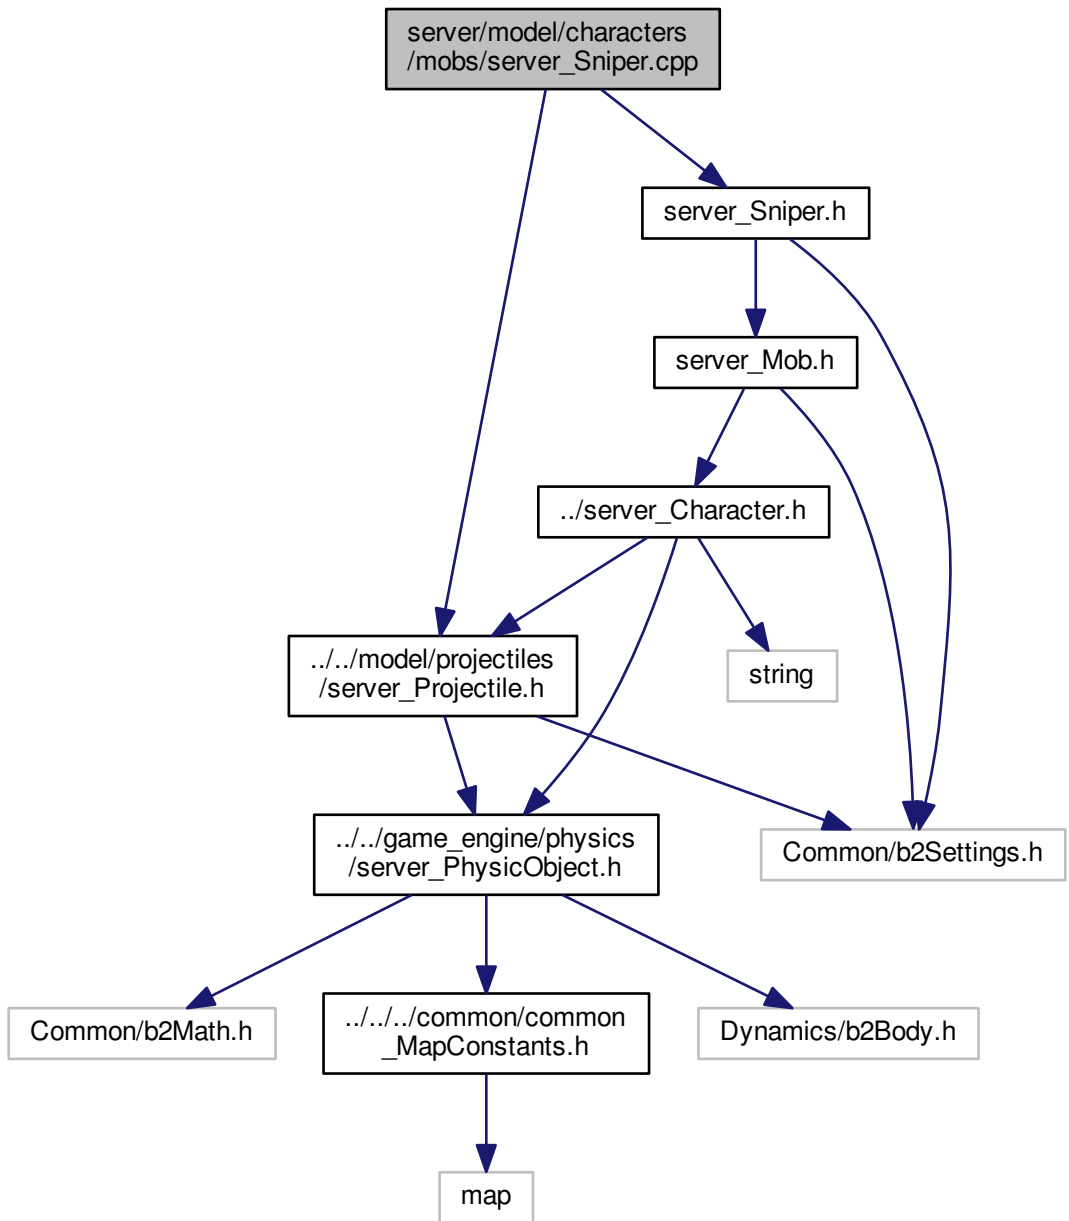 server/model/characters
/mobs/server_Sniper.cpp
server_Sniper.h
server_Mob.h
../server_Character.h
../../model/projectiles
/server_Projectile.h
string
../../game_engine/physics
/server_PhysicObject.h
Common/b2Settings.h
Common/b2Math.h
../../../common/common
_MapConstants.h
Dynamics/b2Body.h
map